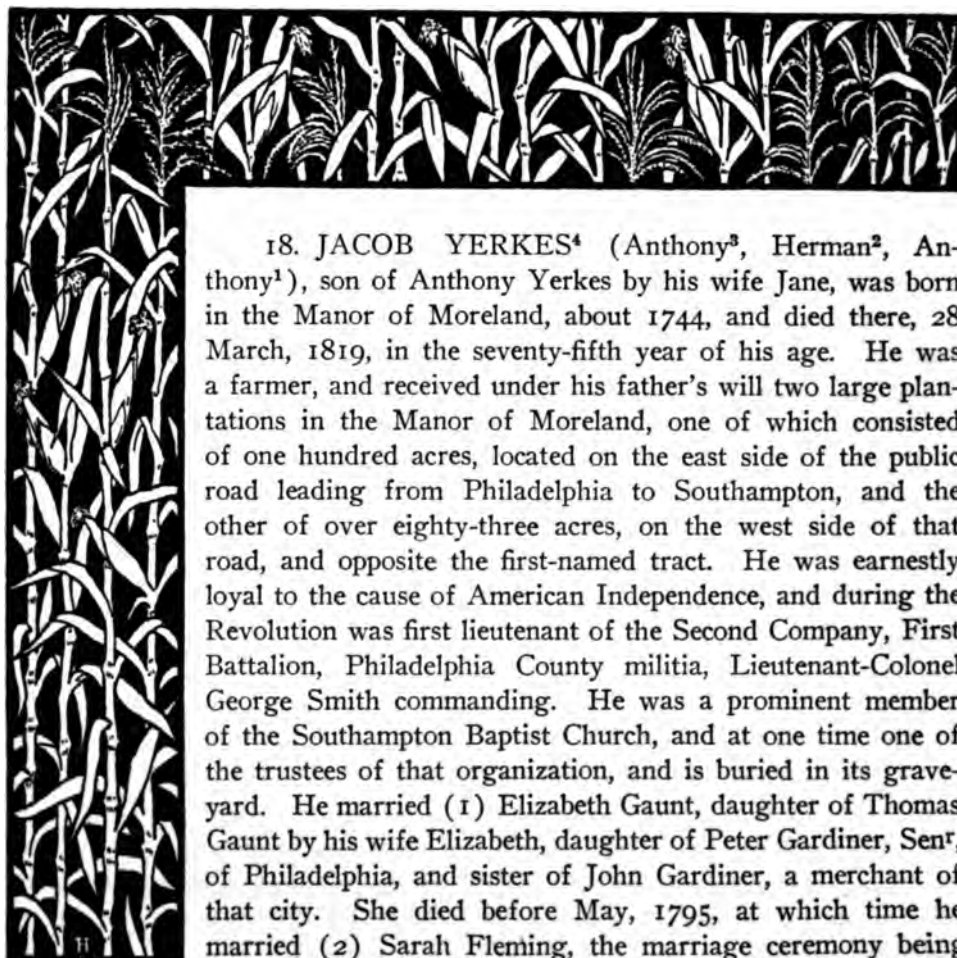 18. JACOB YERKES⁴ (Anthony³, Herman², An-
thony¹), son of Anthony Yerkes by his wife Jane, was born
in the Manor of Moreland, about 1744, and died there, 28
March, 1819, in the seventy-fifth year of his age. He was
a farmer, and received under his father's will two large plan-
tations in the Manor of Moreland, one of which consisted
of one hundred acres, located on the east side of the public
road leading from Philadelphia to Southampton, and the
other of over eighty-three acres, on the west side of that
road, and opposite the first-named tract. He was earnestly
loyal to the cause of American Independence, and during the
Revolution was first lieutenant of the Second Company, First
Battalion, Philadelphia County militia, Lieutenant-Colonel
George Smith commanding. He was a prominent member
of the Southampton Baptist Church, and at one time one of
the trustees of that organization, and is buried in its grave-
yard. He married (1) Elizabeth Gaunt, daughter of Thomas
Gaunt by his wife Elizabeth, daughter of Peter Gardiner, Senʳ,
of Philadelphia, and sister of John Gardiner, a merchant of
that city. She died before May, 1795, at which time he
married (2) Sarah Fleming, the marriage ceremony being
H